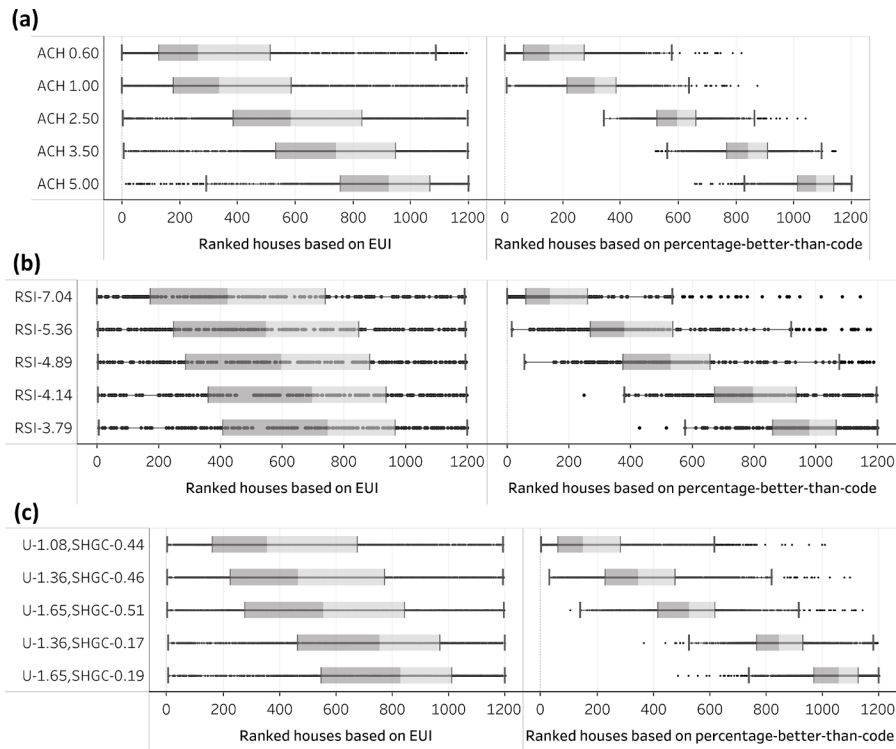 (a)
ACH 0.60
ACH 1.00
ACH 2.50
ACH 3.50
ACH 5.00
0 200 400 600 800 1000 1200 0 200 400 600 800 1000 1200
Ranked houses based on EUI Ranked houses based on percentage-better-than-code
(b)
RSI-7.04
RSI-5.36
RSI-4.89
RSI-4.14
RSI-3.79
0 200 400 600 800 1000 1200 0 200 400 600 800 1000 1200
Ranked houses based on EUI Ranked houses based on percentage-better-than-code
(c)
U-1.08,SHGC-0.44
U-1.36,SHGC-0.46
U-1.65,SHGC-0.51
U-1.36,SHGC-0.17
U-1.65,SHGC-0.19
0 200 400 600 800 1000 1200 0 200 400 600 800 1000 1200
Ranked houses based on EUI Ranked houses based on percentage-better-than-code